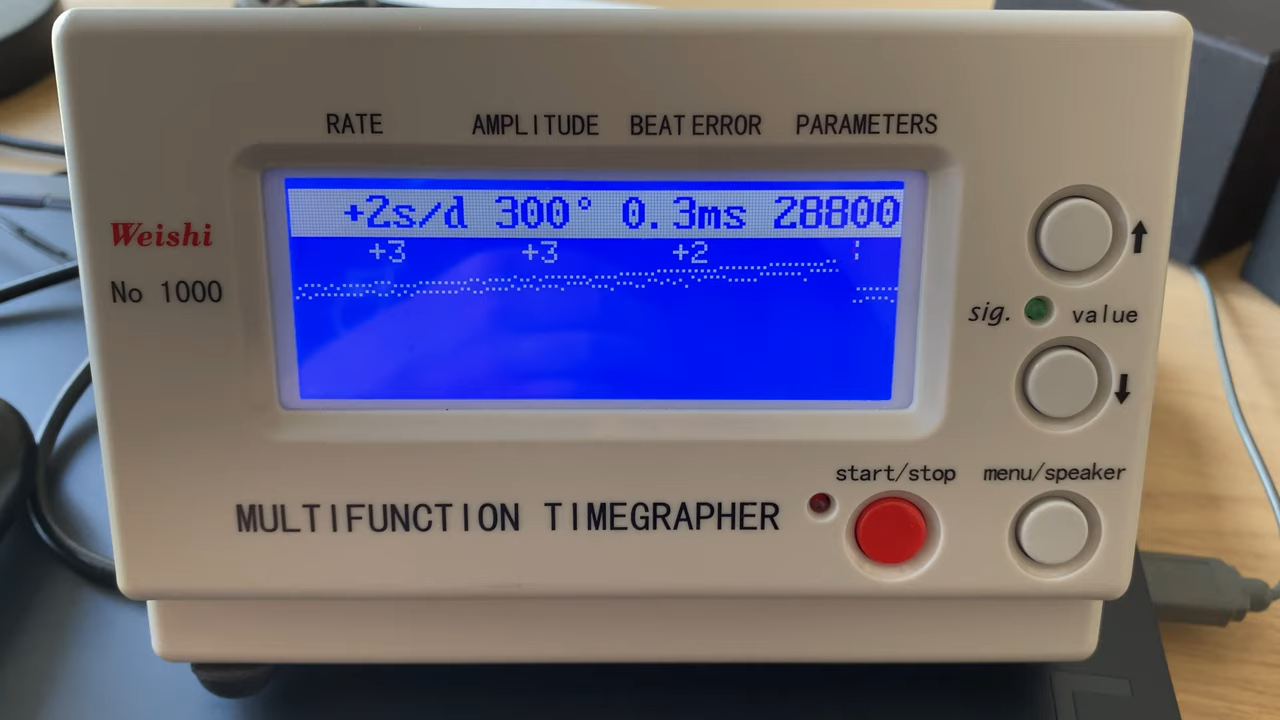 RATE AMPLITUDE BEAT ERROR PARAMETERS
+2s/d 300° 0.3ms 28800
+3 +3 +2
Weishi
No 1000
sig. value
start/stop menu/speaker
MULTIFUNCTION TIMEGRAPHER